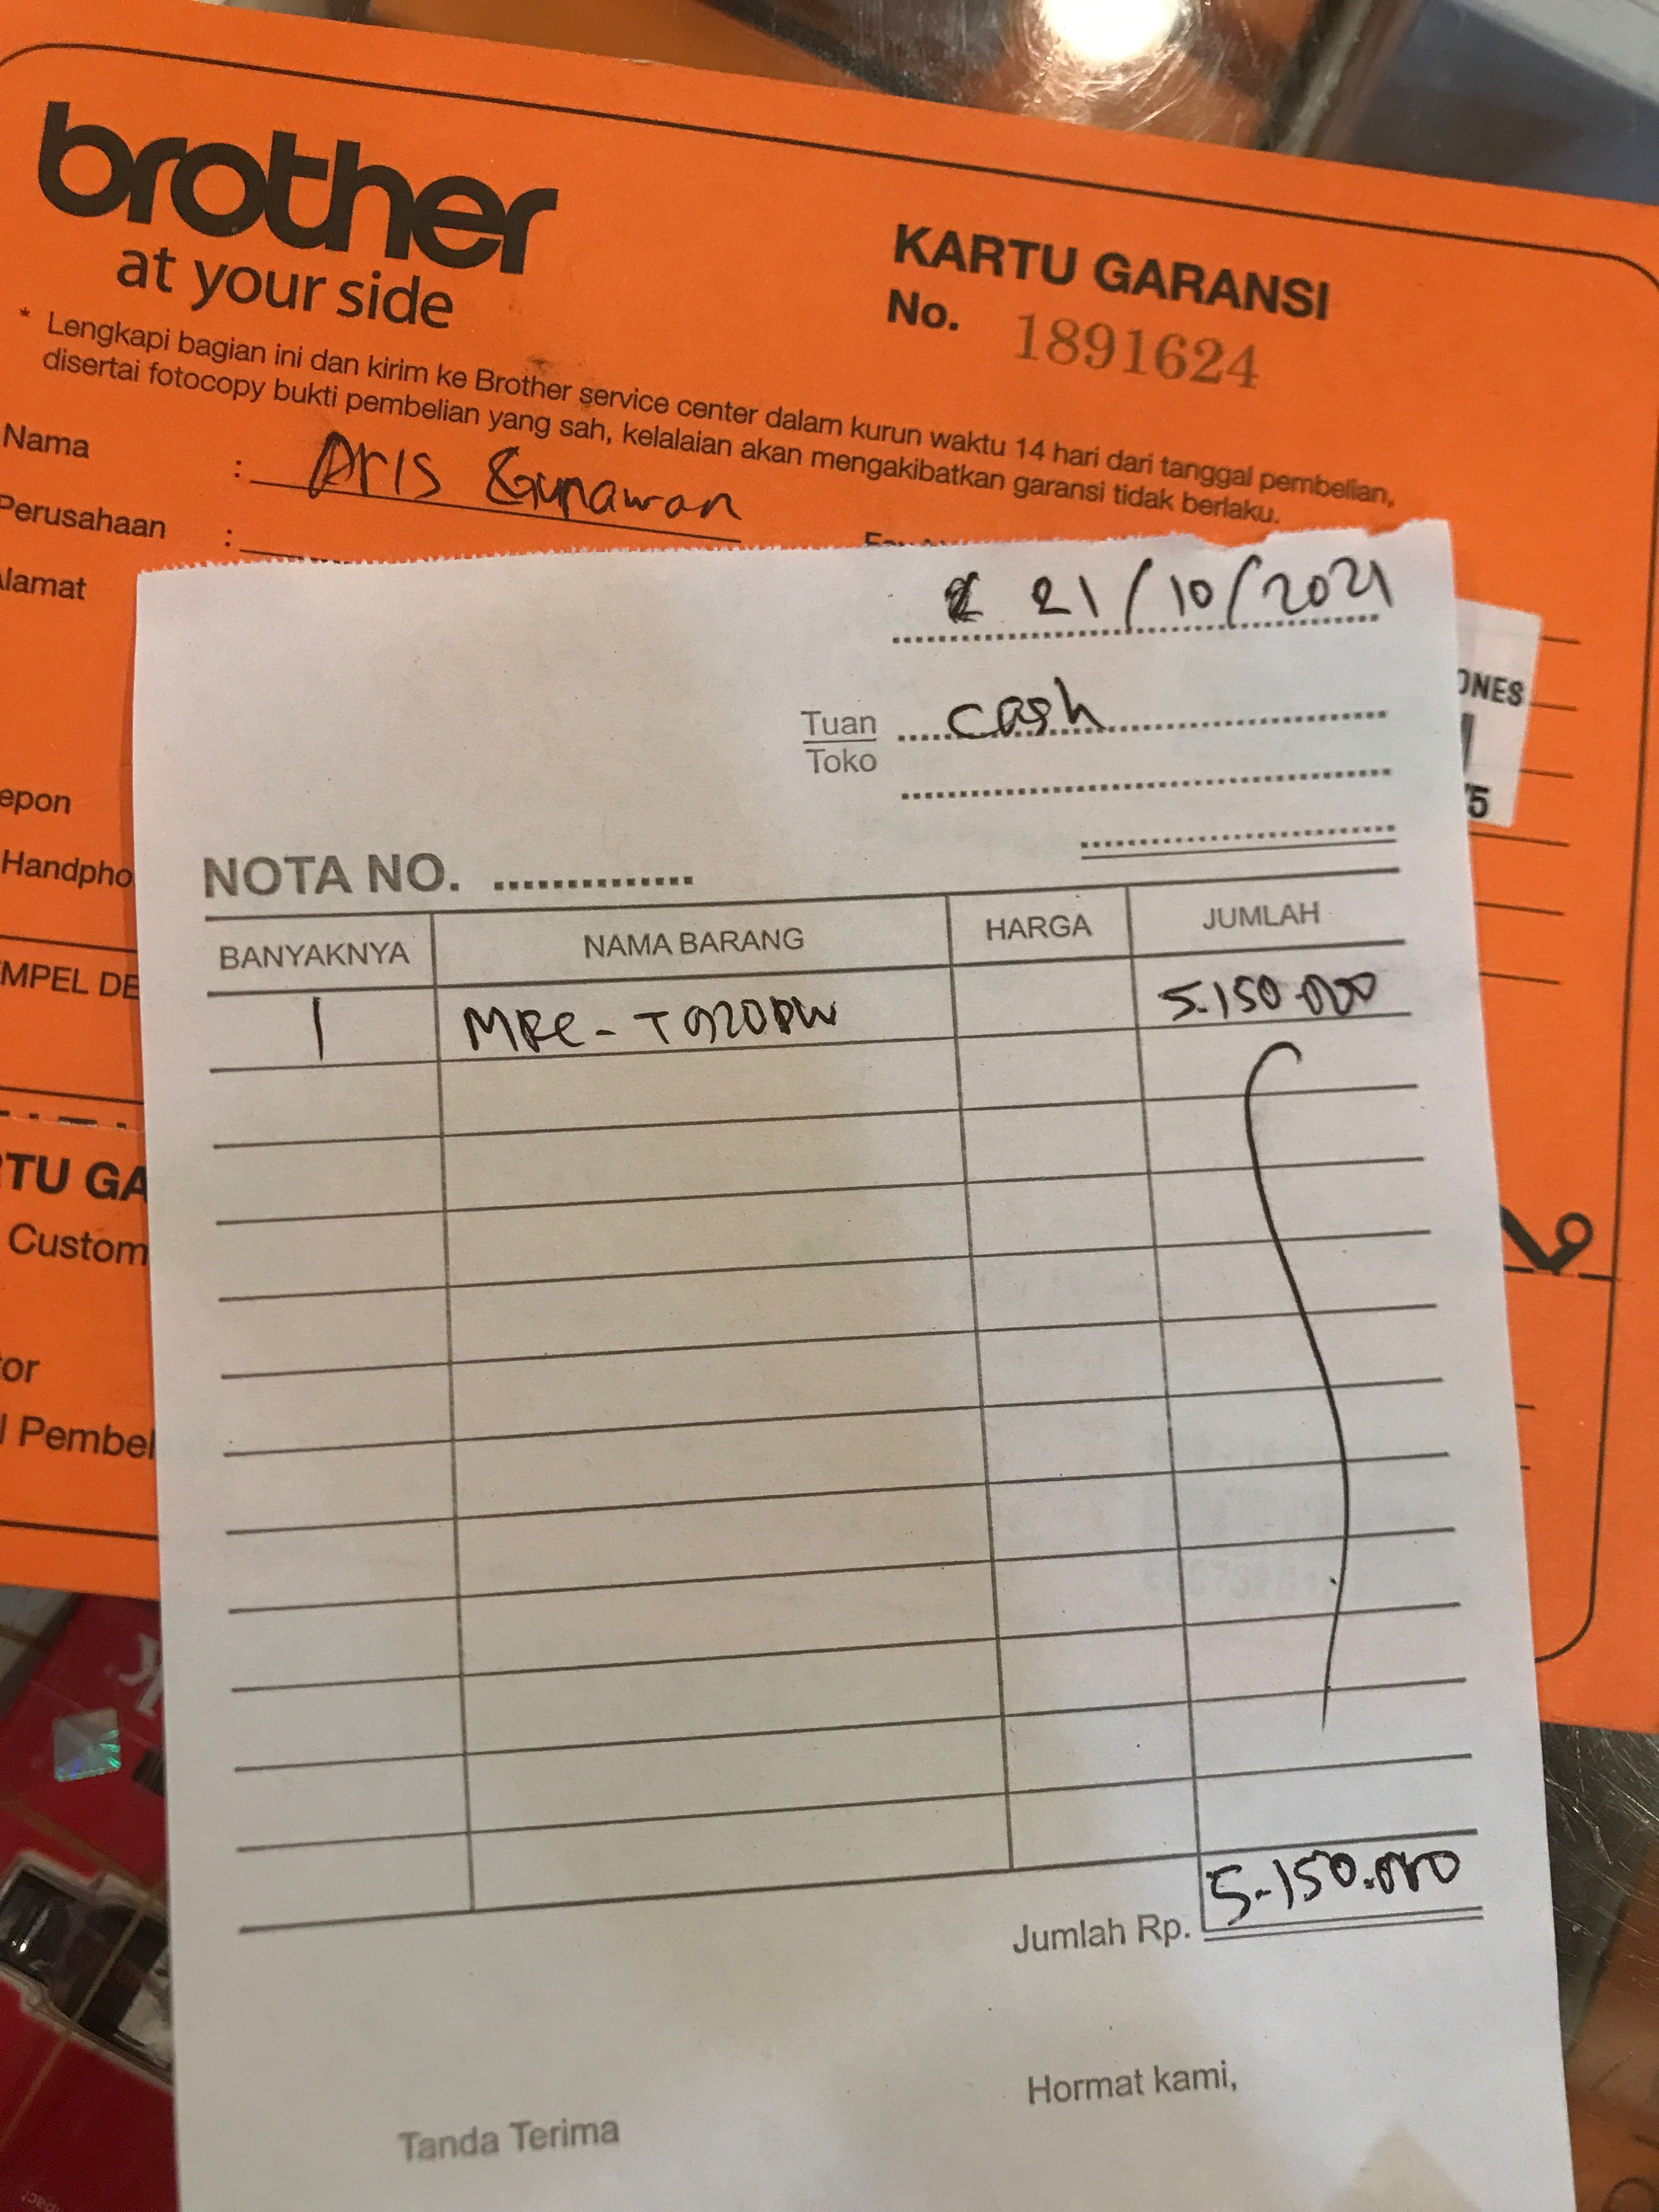 brother
at your side
KARTU GARANSI
No. 1891624
* Lengkapi bagian ini dan kirim ke Brother service center dalam kurun waktu 14 hari dari tanggal pembelian,
disertai fotocopy bukti pembelian yang sah, kelalaian akan mengakibatkan garansi tidak berlaku.
Nama : Aris Gunawan
Perusahaan :
lamat
epon
Handpho
MPEL DE
TU GA
Custom
or
l Pembel
ONES
5
21/10/2021
Tuan cash
Toko
NOTA NO. ..............
BANYAKNYA NAMA BARANG HARGA JUMLAH
1 MFC-T920DW 5.150.000
Jumlah Rp. 5.150.000
Hormat kami,
Tanda Terima